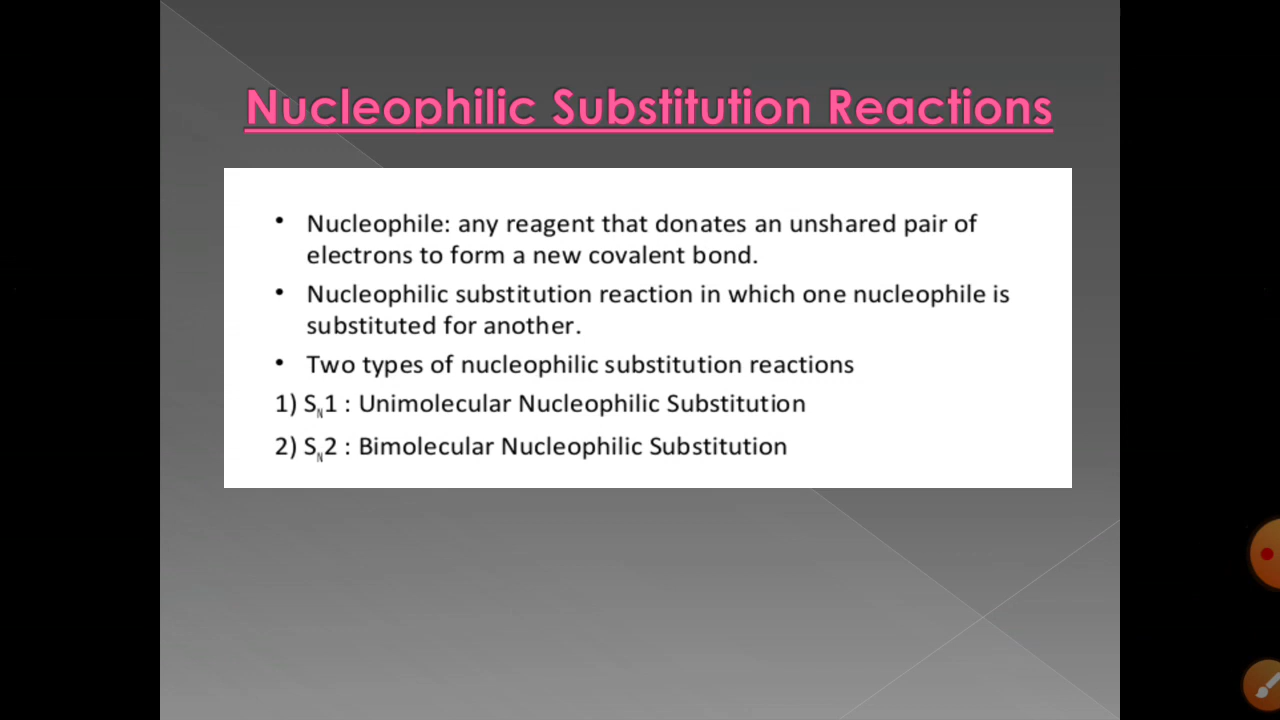 Nucleophilic Substitution Reactions
• Nucleophile: any reagent that donates an unshared pair of
electrons to form a new covalent bond.
• Nucleophilic substitution reaction in which one nucleophile is
substituted for another.
• Two types of nucleophilic substitution reactions
1) SN1 : Unimolecular Nucleophilic Substitution
2) SN2 : Bimolecular Nucleophilic Substitution